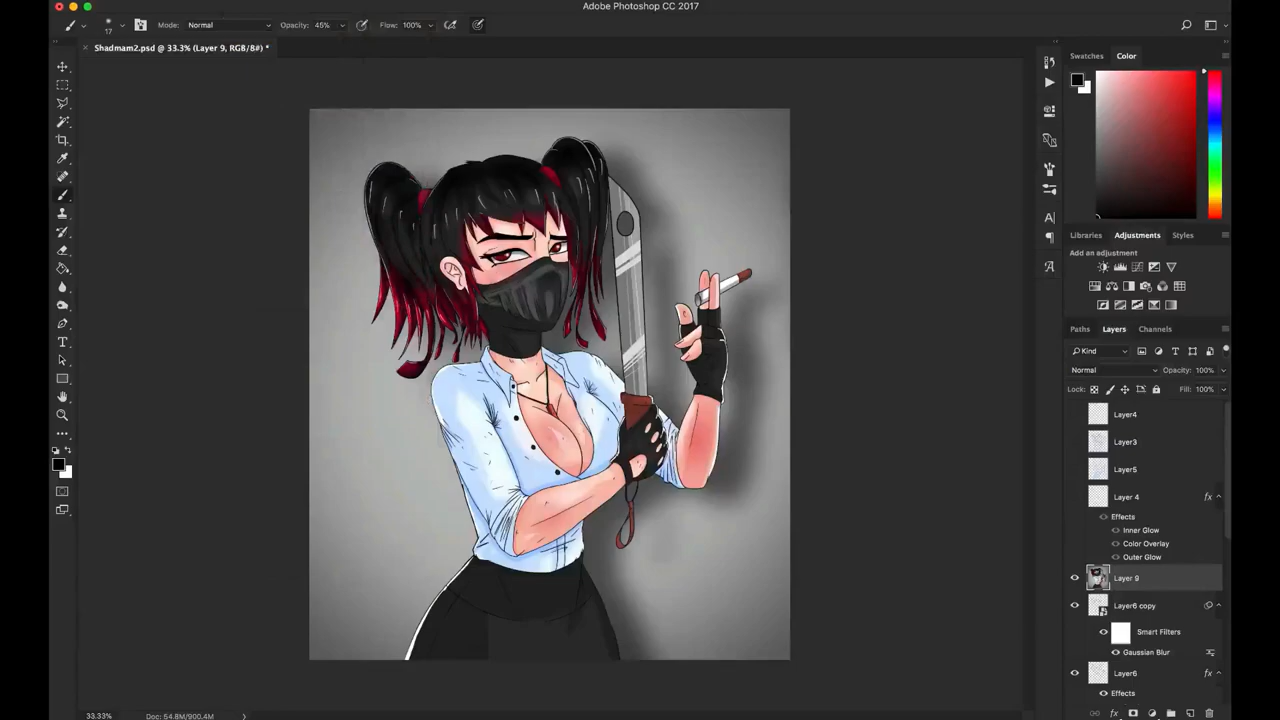 Adobe Photoshop CC 2017
17
Mode: Normal
Opacity: 45%
Flow: 100%
× Shadmam2.psd @ 33.3% (Layer 9, RGB/8#) *
Swatches Color
Libraries Adjustments Styles
Add an adjustment
Paths Layers Channels
Kind
Normal Opacity: 100%
Lock: Fill: 100%
Layer4
Layer3
Layer5
Layer 4 fx
Effects
Inner Glow
Color Overlay
Outer Glow
Layer 9
Layer6 copy
Smart Filters
Gaussian Blur
Layer6 fx
Effects
33.33% Doc: 54.8M/900.4M